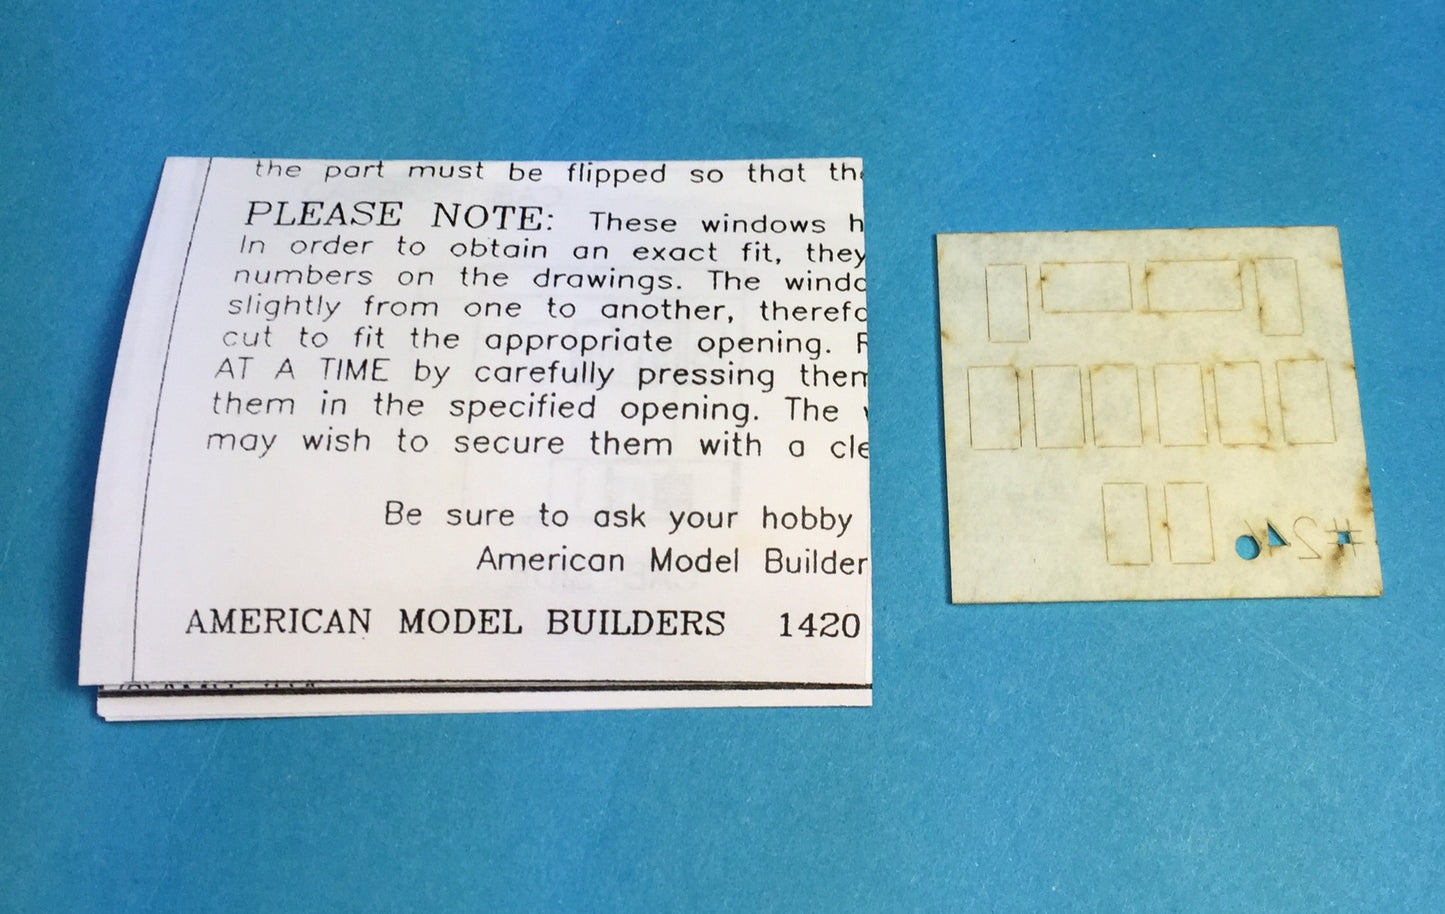 the part must be flipped so that th
PLEASE NOTE: These windows h
In order to obtain an exact fit, they
numbers on the drawings. The windo
slightly from one to another, therefo
cut to fit the appropriate opening. R
AT A TIME by carefully pressing them
them in the specified opening. The
may wish to secure them with a cle
Be sure to ask your hobby
American Model Builder
AMERICAN MODEL BUILDERS 1420